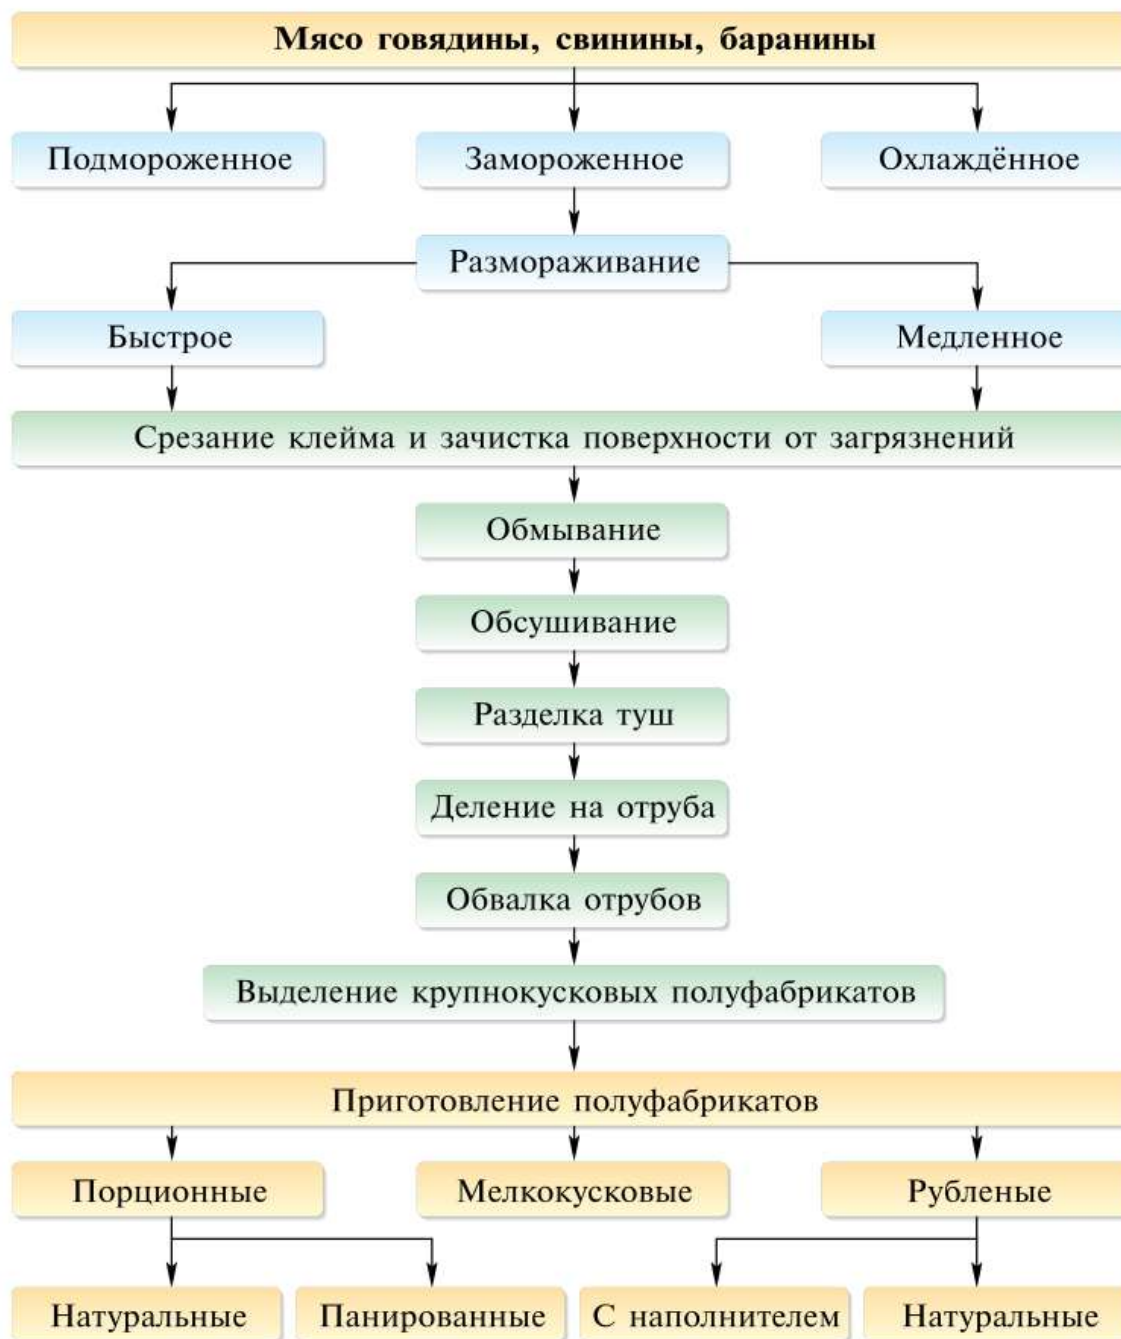 Мясо говядины, свинины, баранины
Подмороженное
Замороженное
Охлаждённое
Размораживание
Быстрое
Медленное
Срезание клейма и зачистка поверхности от загрязнений
Обмывание
Обсушивание
Разделка туш
Деление на отруба
Обвалка отрубов
Выделение крупнокусковых полуфабрикатов
Приготовление полуфабрикатов
Порционные
Мелкокусковые
Рубленые
Натуральные
Панированные
С наполнителем
Натуральные